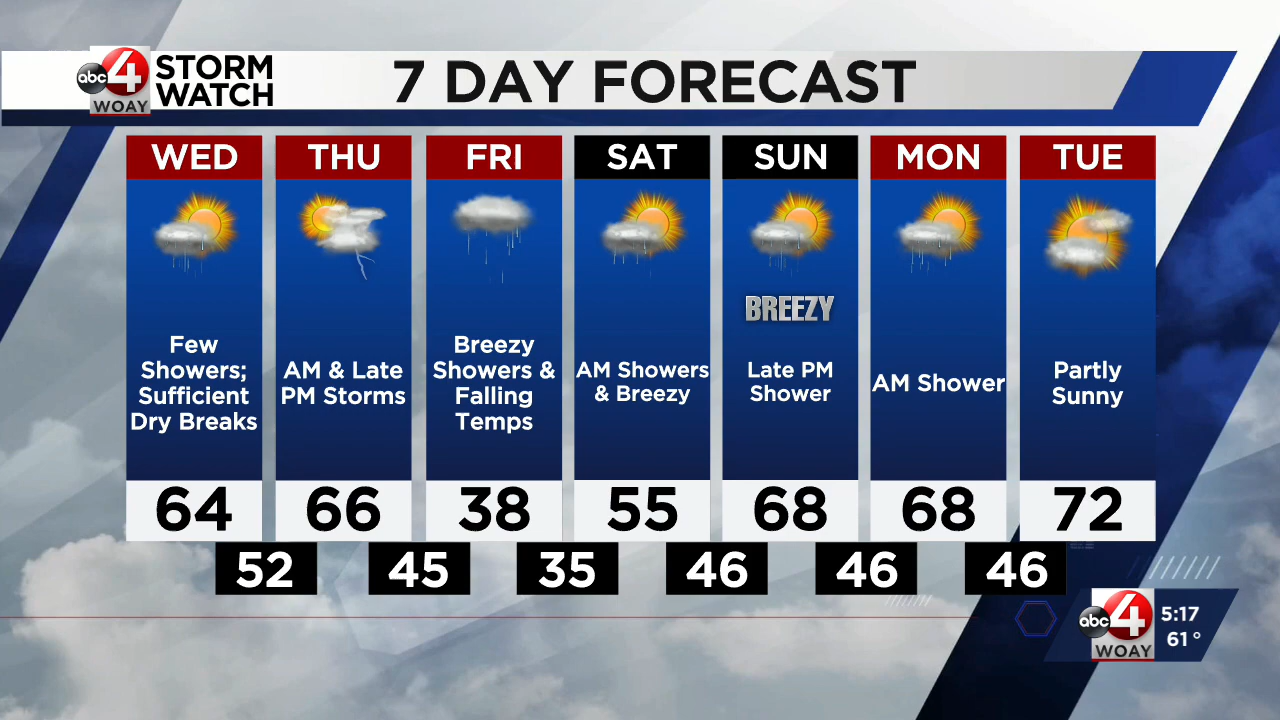 abc 4 WOAY
STORM
WATCH
7 DAY FORECAST
WED
Few
Showers;
Sufficient
Dry Breaks
64
52
THU
AM & Late
PM Storms
66
45
FRI
Breezy
Showers &
Falling
Temps
38
35
SAT
AM Showers
& Breezy
55
46
SUN
BREEZY
Late PM
Shower
68
46
MON
AM Shower
68
46
TUE
Partly
Sunny
72
abc 4
WOAY
5:17
61°